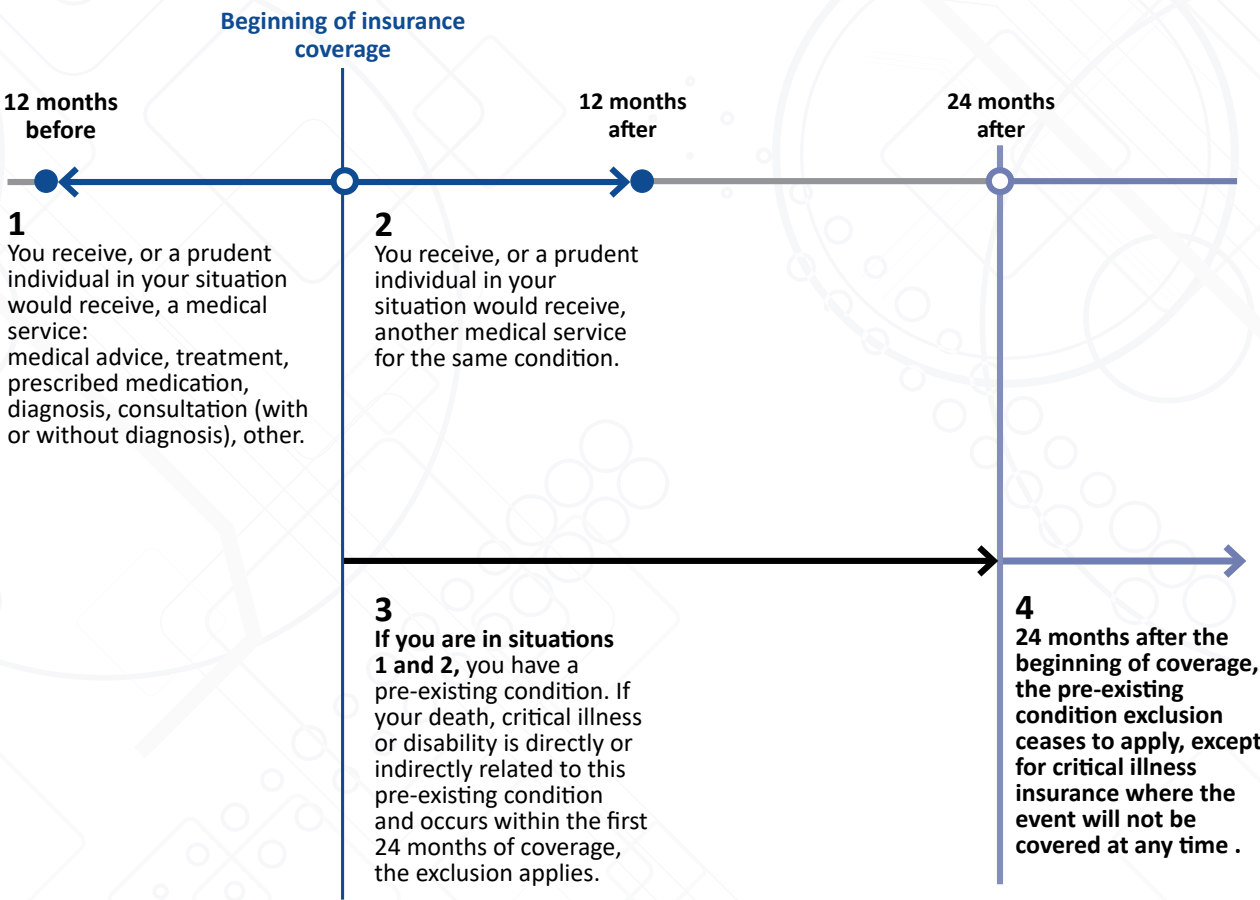 Beginning of insurance
coverage
12 months
before
12 months
after
24 months
after
1
You receive, or a prudent
individual in your situation
would receive, a medical
service:
medical advice, treatment,
prescribed medication,
diagnosis, consultation (with
or without diagnosis), other.
2
You receive, or a prudent
individual in your
situation would receive,
another medical service
for the same condition.
3
If you are in situations
1 and 2, you have a
pre-existing condition. If
your death, critical illness
or disability is directly or
indirectly related to this
pre-existing condition
and occurs within the first
24 months of coverage,
the exclusion applies.
4
24 months after the
beginning of coverage,
the pre-existing
condition exclusion
ceases to apply, except
for critical illness
insurance where the
event will not be
covered at any time .